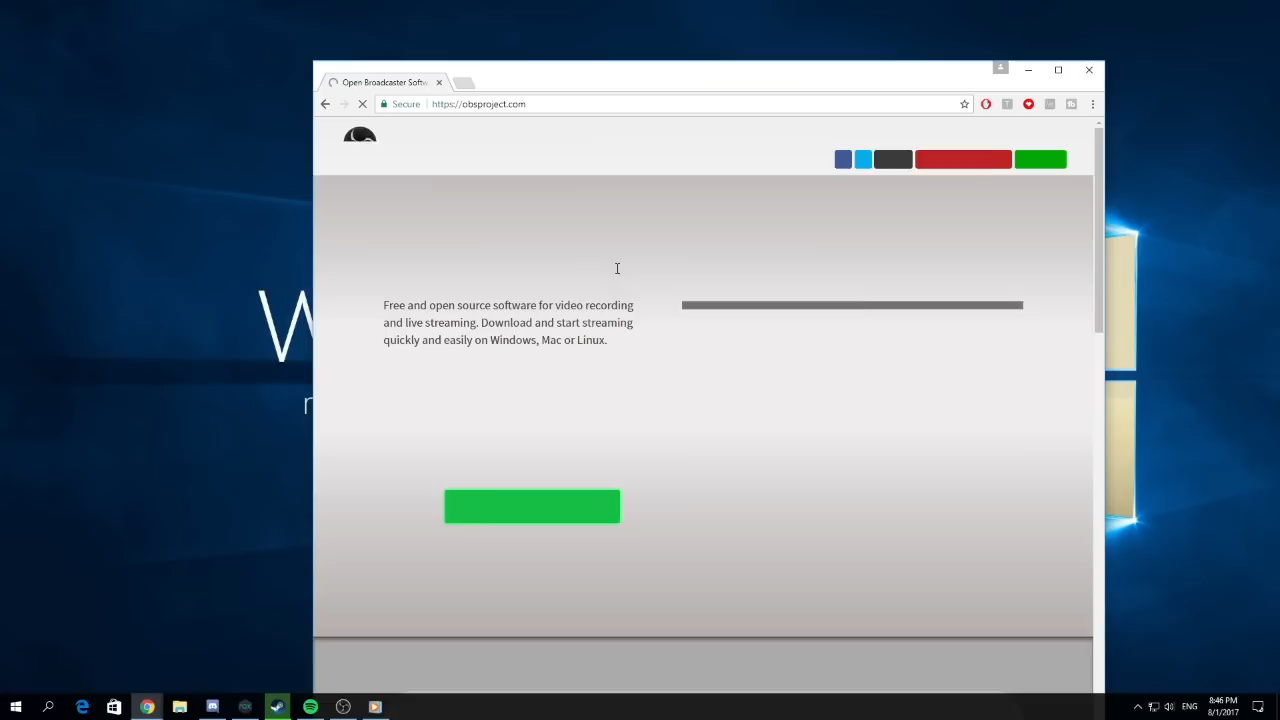 Open Broadcaster Softw
Secure
https://obsproject.com
Free and open source software for video recording
and live streaming. Download and start streaming
quickly and easily on Windows, Mac or Linux.
W
r
ENG
8:46 PM
8/1/2017